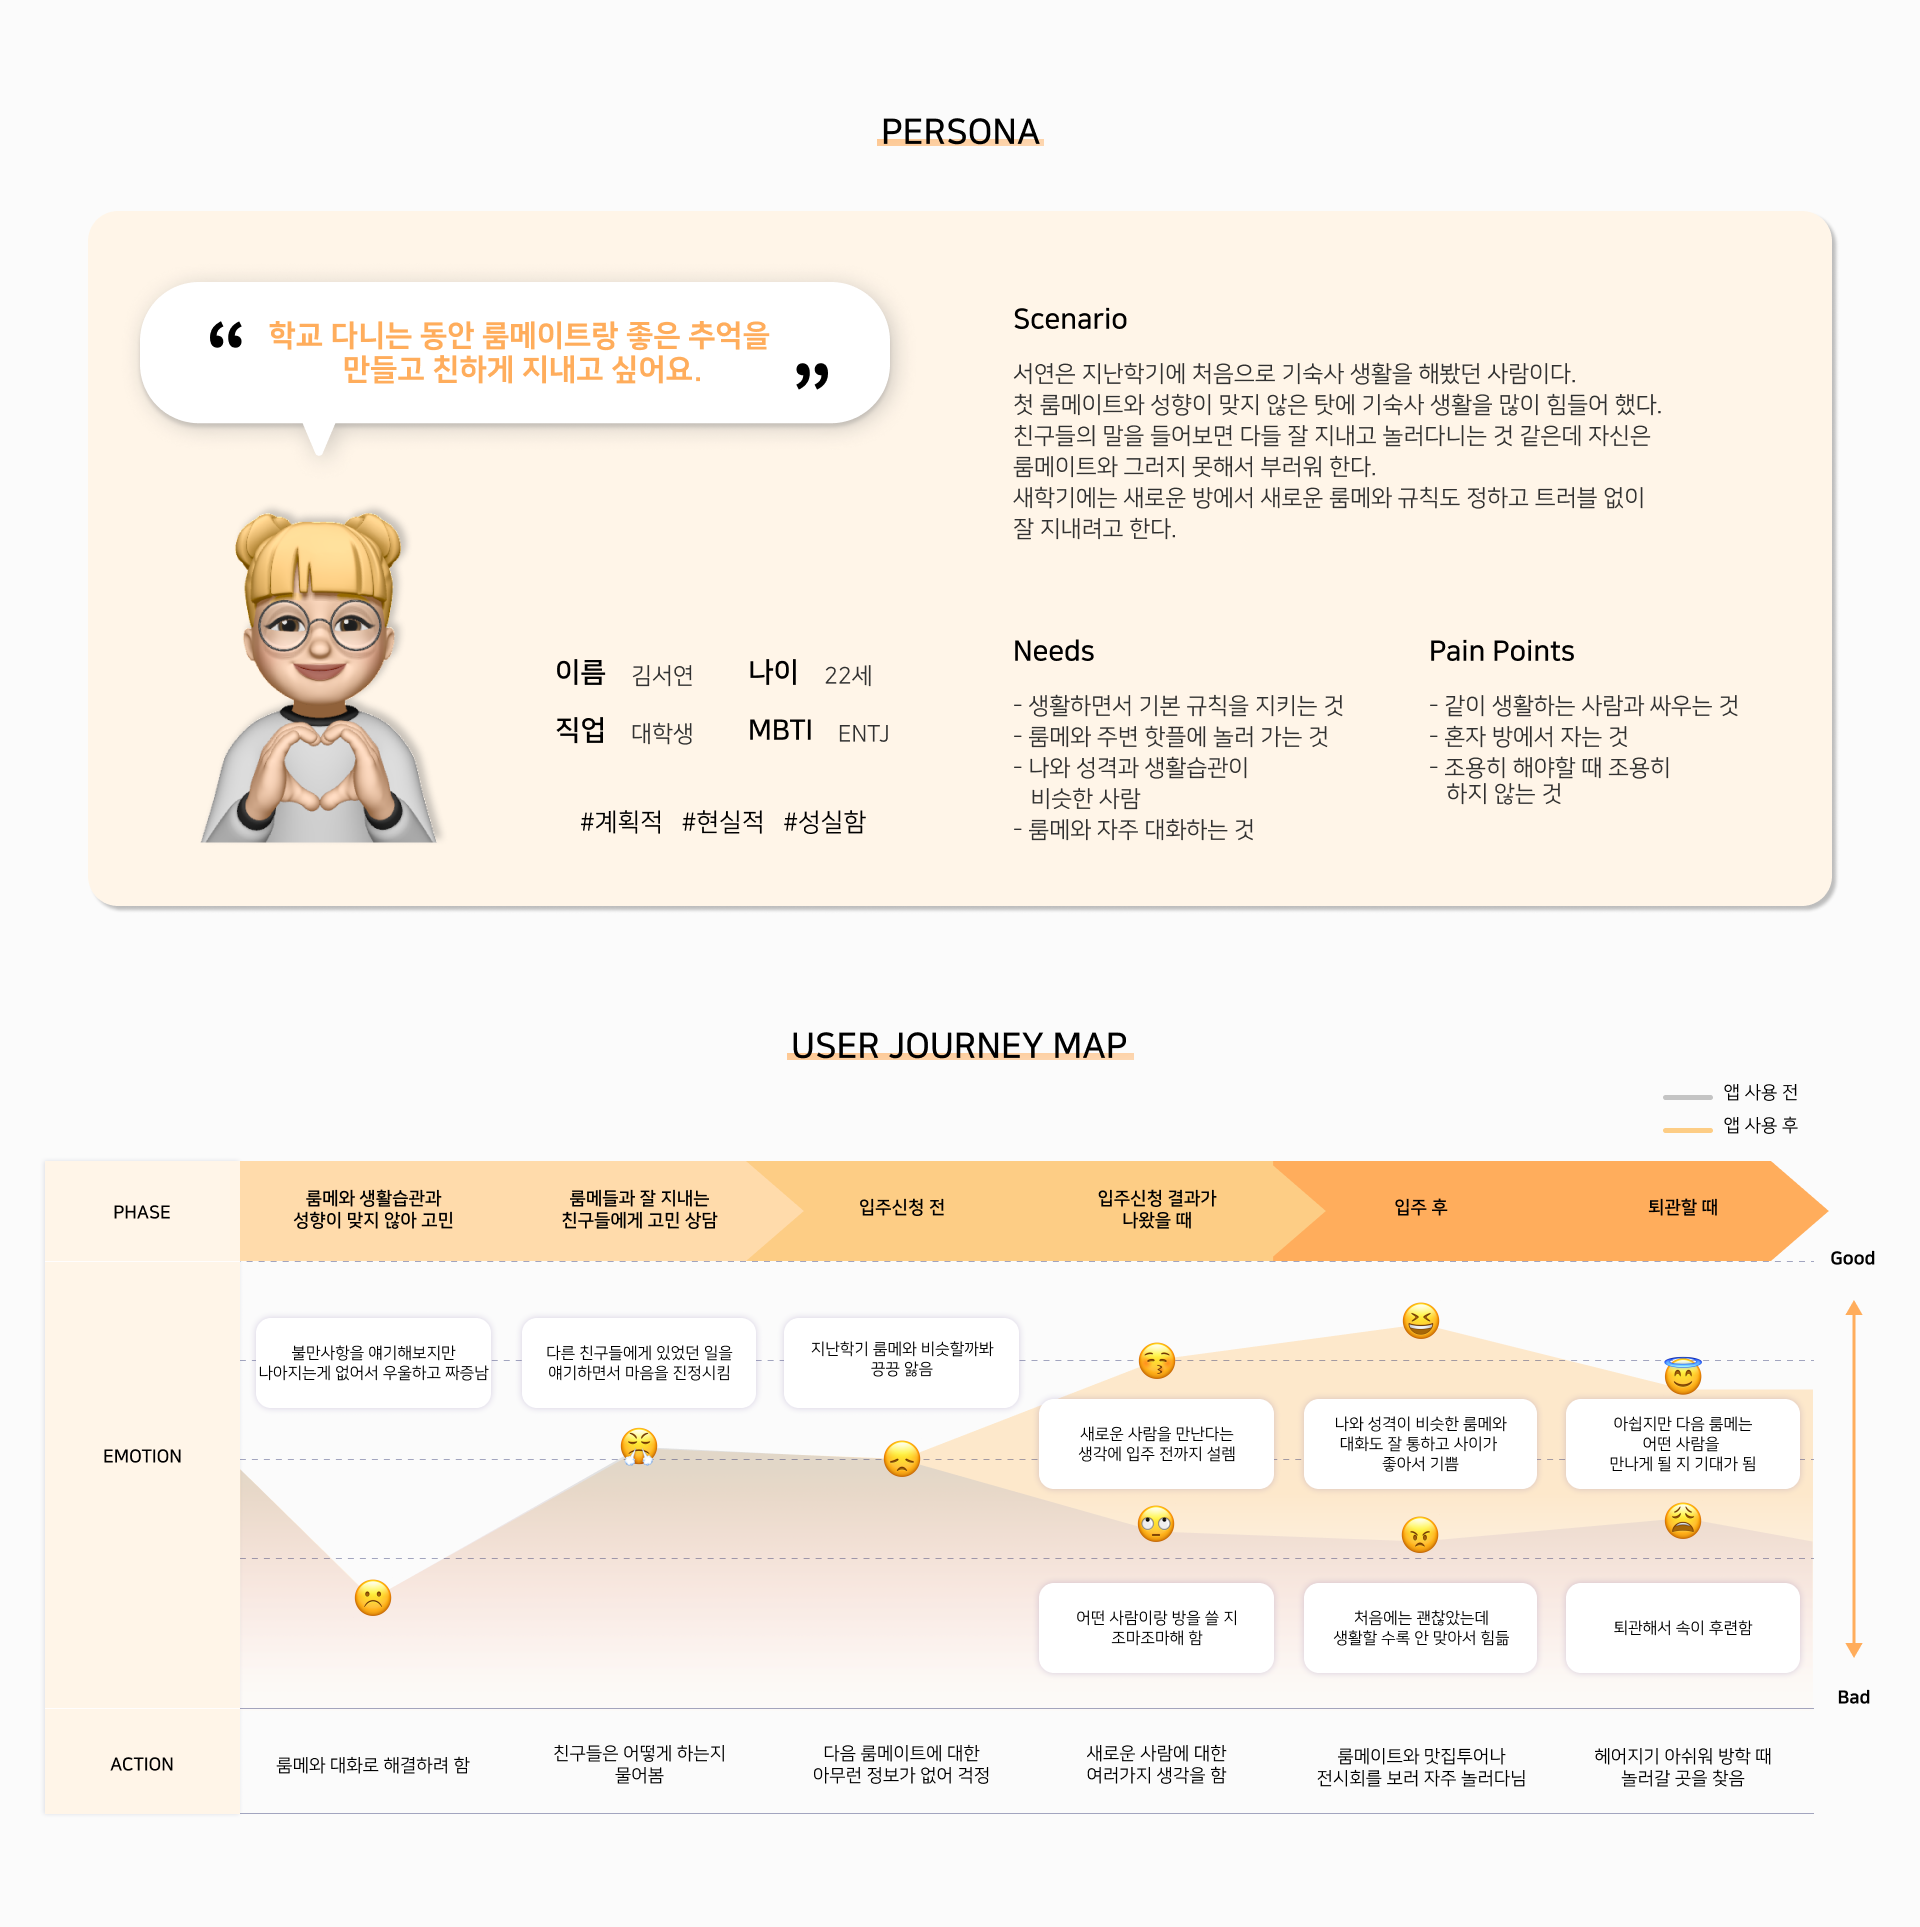 PERSONA
“ 학교 다니는 동안 룸메이트랑 좋은 추억을
만들고 친하게 지내고 싶어요. ”
이름 김서연 나이 22세
직업 대학생 MBTI ENTJ
#계획적 #현실적 #성실함
Scenario
서연은 지난학기에 처음으로 기숙사 생활을 해봤던 사람이다.
첫 룸메이트와 성향이 맞지 않은 탓에 기숙사 생활을 많이 힘들어 했다.
친구들의 말을 들어보면 다들 잘 지내고 놀러다니는 것 같은데 자신은
룸메이트와 그러지 못해서 부러워 한다.
새학기에는 새로운 방에서 새로운 룸메와 규칙도 정하고 트러블 없이
잘 지내려고 한다.
Needs
- 생활하면서 기본 규칙을 지키는 것
- 룸메와 주변 핫플에 놀러 가는 것
- 나와 성격과 생활습관이
비슷한 사람
- 룸메와 자주 대화하는 것
Pain Points
- 같이 생활하는 사람과 싸우는 것
- 혼자 방에서 자는 것
- 조용히 해야할 때 조용히
하지 않는 것
USER JOURNEY MAP
앱 사용 전
앱 사용 후
PHASE
룸메와 생활습관과
성향이 맞지 않아 고민
룸메들과 잘 지내는
친구들에게 고민 상담
입주신청 전
입주신청 결과가
나왔을 때
입주 후
퇴관할 때
Good
EMOTION
불만사항을 얘기해보지만
나아지는게 없어서 우울하고 짜증남
다른 친구들에게 있었던 일을
얘기하면서 마음을 진정시킴
지난학기 룸메와 비슷할까봐
끙끙 앓음
새로운 사람을 만난다는
생각에 입주 전까지 설렘
나와 성격이 비슷한 룸메와
대화도 잘 통하고 사이가
좋아서 기쁨
아쉽지만 다음 룸메는
어떤 사람을
만나게 될 지 기대가 됨
어떤 사람이랑 방을 쓸 지
조마조마해 함
처음에는 괜찮았는데
생활할 수록 안 맞아서 힘듦
퇴관해서 속이 후련함
Bad
ACTION
룸메와 대화로 해결하려 함
친구들은 어떻게 하는지
물어봄
다음 룸메이트에 대한
아무런 정보가 없어 걱정
새로운 사람에 대한
여러가지 생각을 함
룸메이트와 맛집투어나
전시회를 보러 자주 놀러다님
헤어지기 아쉬워 방학 때
놀러갈 곳을 찾음